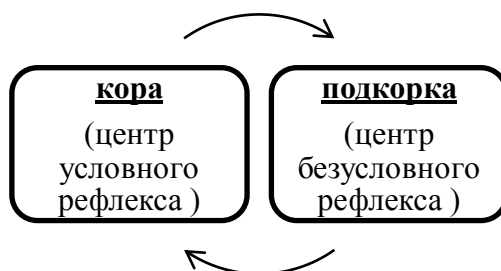 кора
(центр
условного
рефлекса )
подкорка
(центр
безусловного
рефлекса )